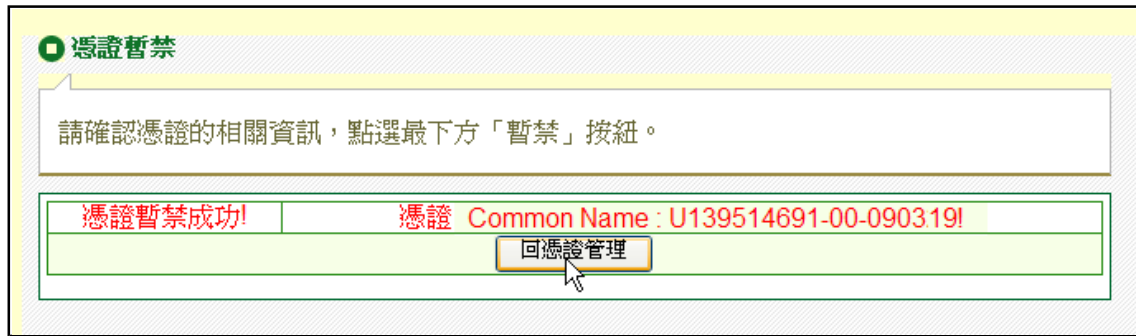 憑證暫禁
請確認憑證的相關資訊，點選最下方「暫禁」按紐。
憑證暫禁成功! 憑證 Common Name : U139514691-00-090319!
回憑證管理